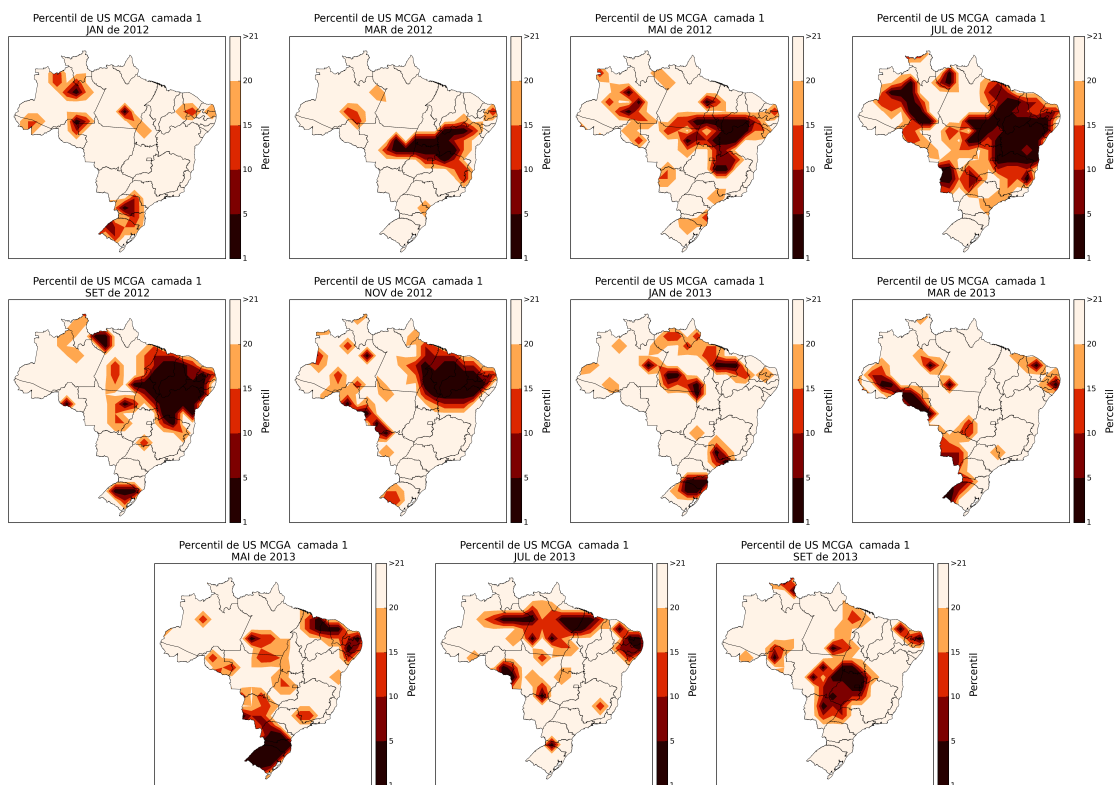 Percentil de US MCGA camada 1
JAN de 2012
>21
20
15
10
5
1
Percentil
Percentil de US MCGA camada 1
MAR de 2012
>21
20
15
10
5
1
Percentil
Percentil de US MCGA camada 1
MAI de 2012
>21
20
15
10
5
1
Percentil
Percentil de US MCGA camada 1
JUL de 2012
>21
20
15
10
5
1
Percentil
Percentil de US MCGA camada 1
SET de 2012
>21
20
15
10
5
1
Percentil
Percentil de US MCGA camada 1
NOV de 2012
>21
20
15
10
5
1
Percentil
Percentil de US MCGA camada 1
JAN de 2013
>21
20
15
10
5
1
Percentil
Percentil de US MCGA camada 1
MAR de 2013
>21
20
15
10
5
1
Percentil
Percentil de US MCGA camada 1
MAI de 2013
>21
20
15
10
5
1
Percentil
Percentil de US MCGA camada 1
JUL de 2013
>21
20
15
10
5
1
Percentil
Percentil de US MCGA camada 1
SET de 2013
>21
20
15
10
5
1
Percentil